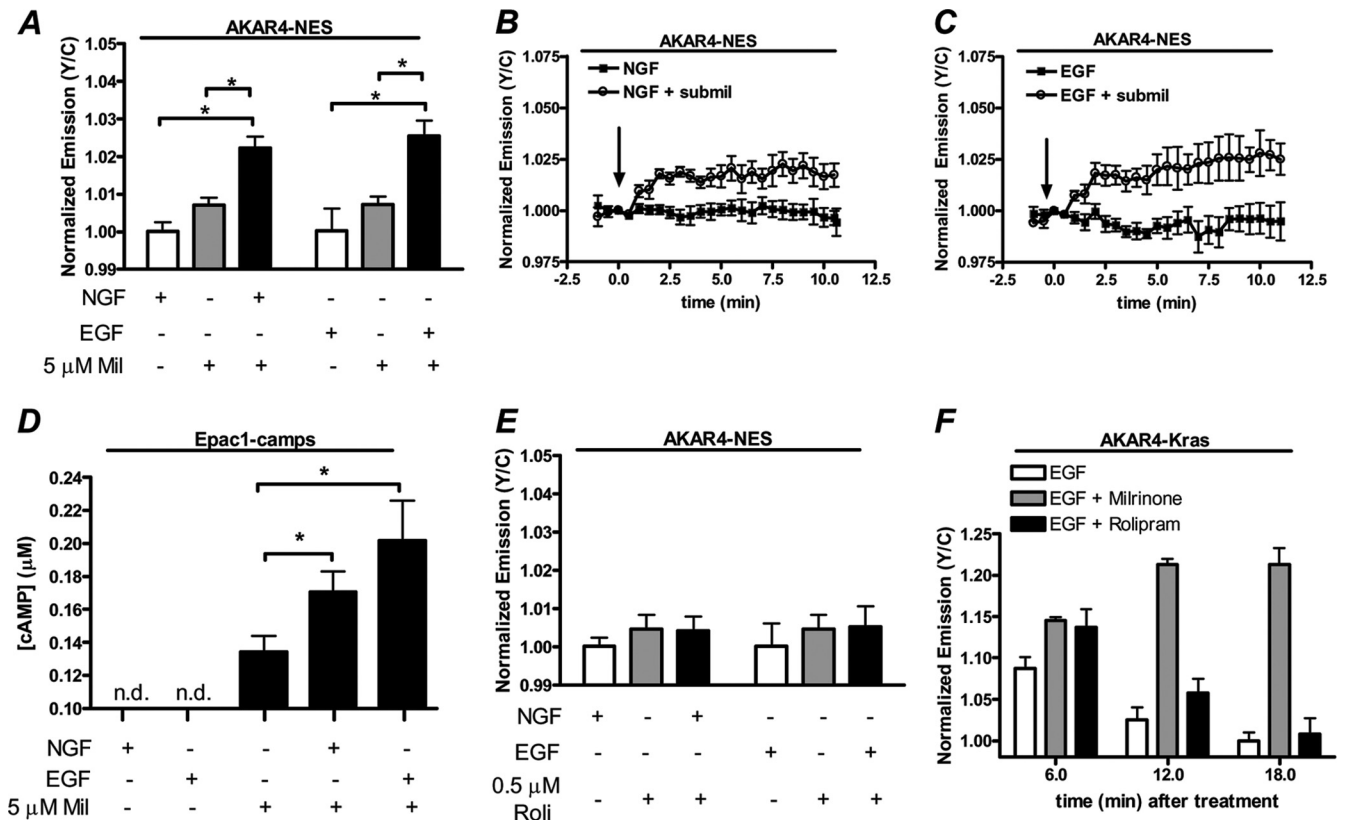 A
AKAR4-NES
Normalized Emission (Y/C)
1.05
1.04
1.03
1.02
1.01
1.00
0.99
* * * *
NGF + - + - - -
EGF - - - + - +
5 μM Mil - + + - + +
B
AKAR4-NES
NGF
NGF + submil
Normalized Emission (Y/C)
1.075
1.050
1.025
1.000
0.975
-2.5 0.0 2.5 5.0 7.5 10.0 12.5
time (min)
C
AKAR4-NES
EGF
EGF + submil
Normalized Emission (Y/C)
1.075
1.050
1.025
1.000
0.975
-2.5 0.0 2.5 5.0 7.5 10.0 12.5
time (min)
D
Epac1-camps
[cAMP] (μM)
0.24
0.22
0.20
0.18
0.16
0.14
0.12
0.10
* *
n.d. n.d.
NGF + - - + -
EGF - + - - +
5 μM Mil - - + + +
E
AKAR4-NES
Normalized Emission (Y/C)
1.05
1.04
1.03
1.02
1.01
1.00
0.99
NGF + - + - - -
EGF - - - + - +
0.5 μM
Roli - + + - + +
F
AKAR4-Kras
EGF
EGF + Milrinone
EGF + Rolipram
Normalized Emission (Y/C)
1.25
1.20
1.15
1.10
1.05
1.00
6.0 12.0 18.0
time (min) after treatment